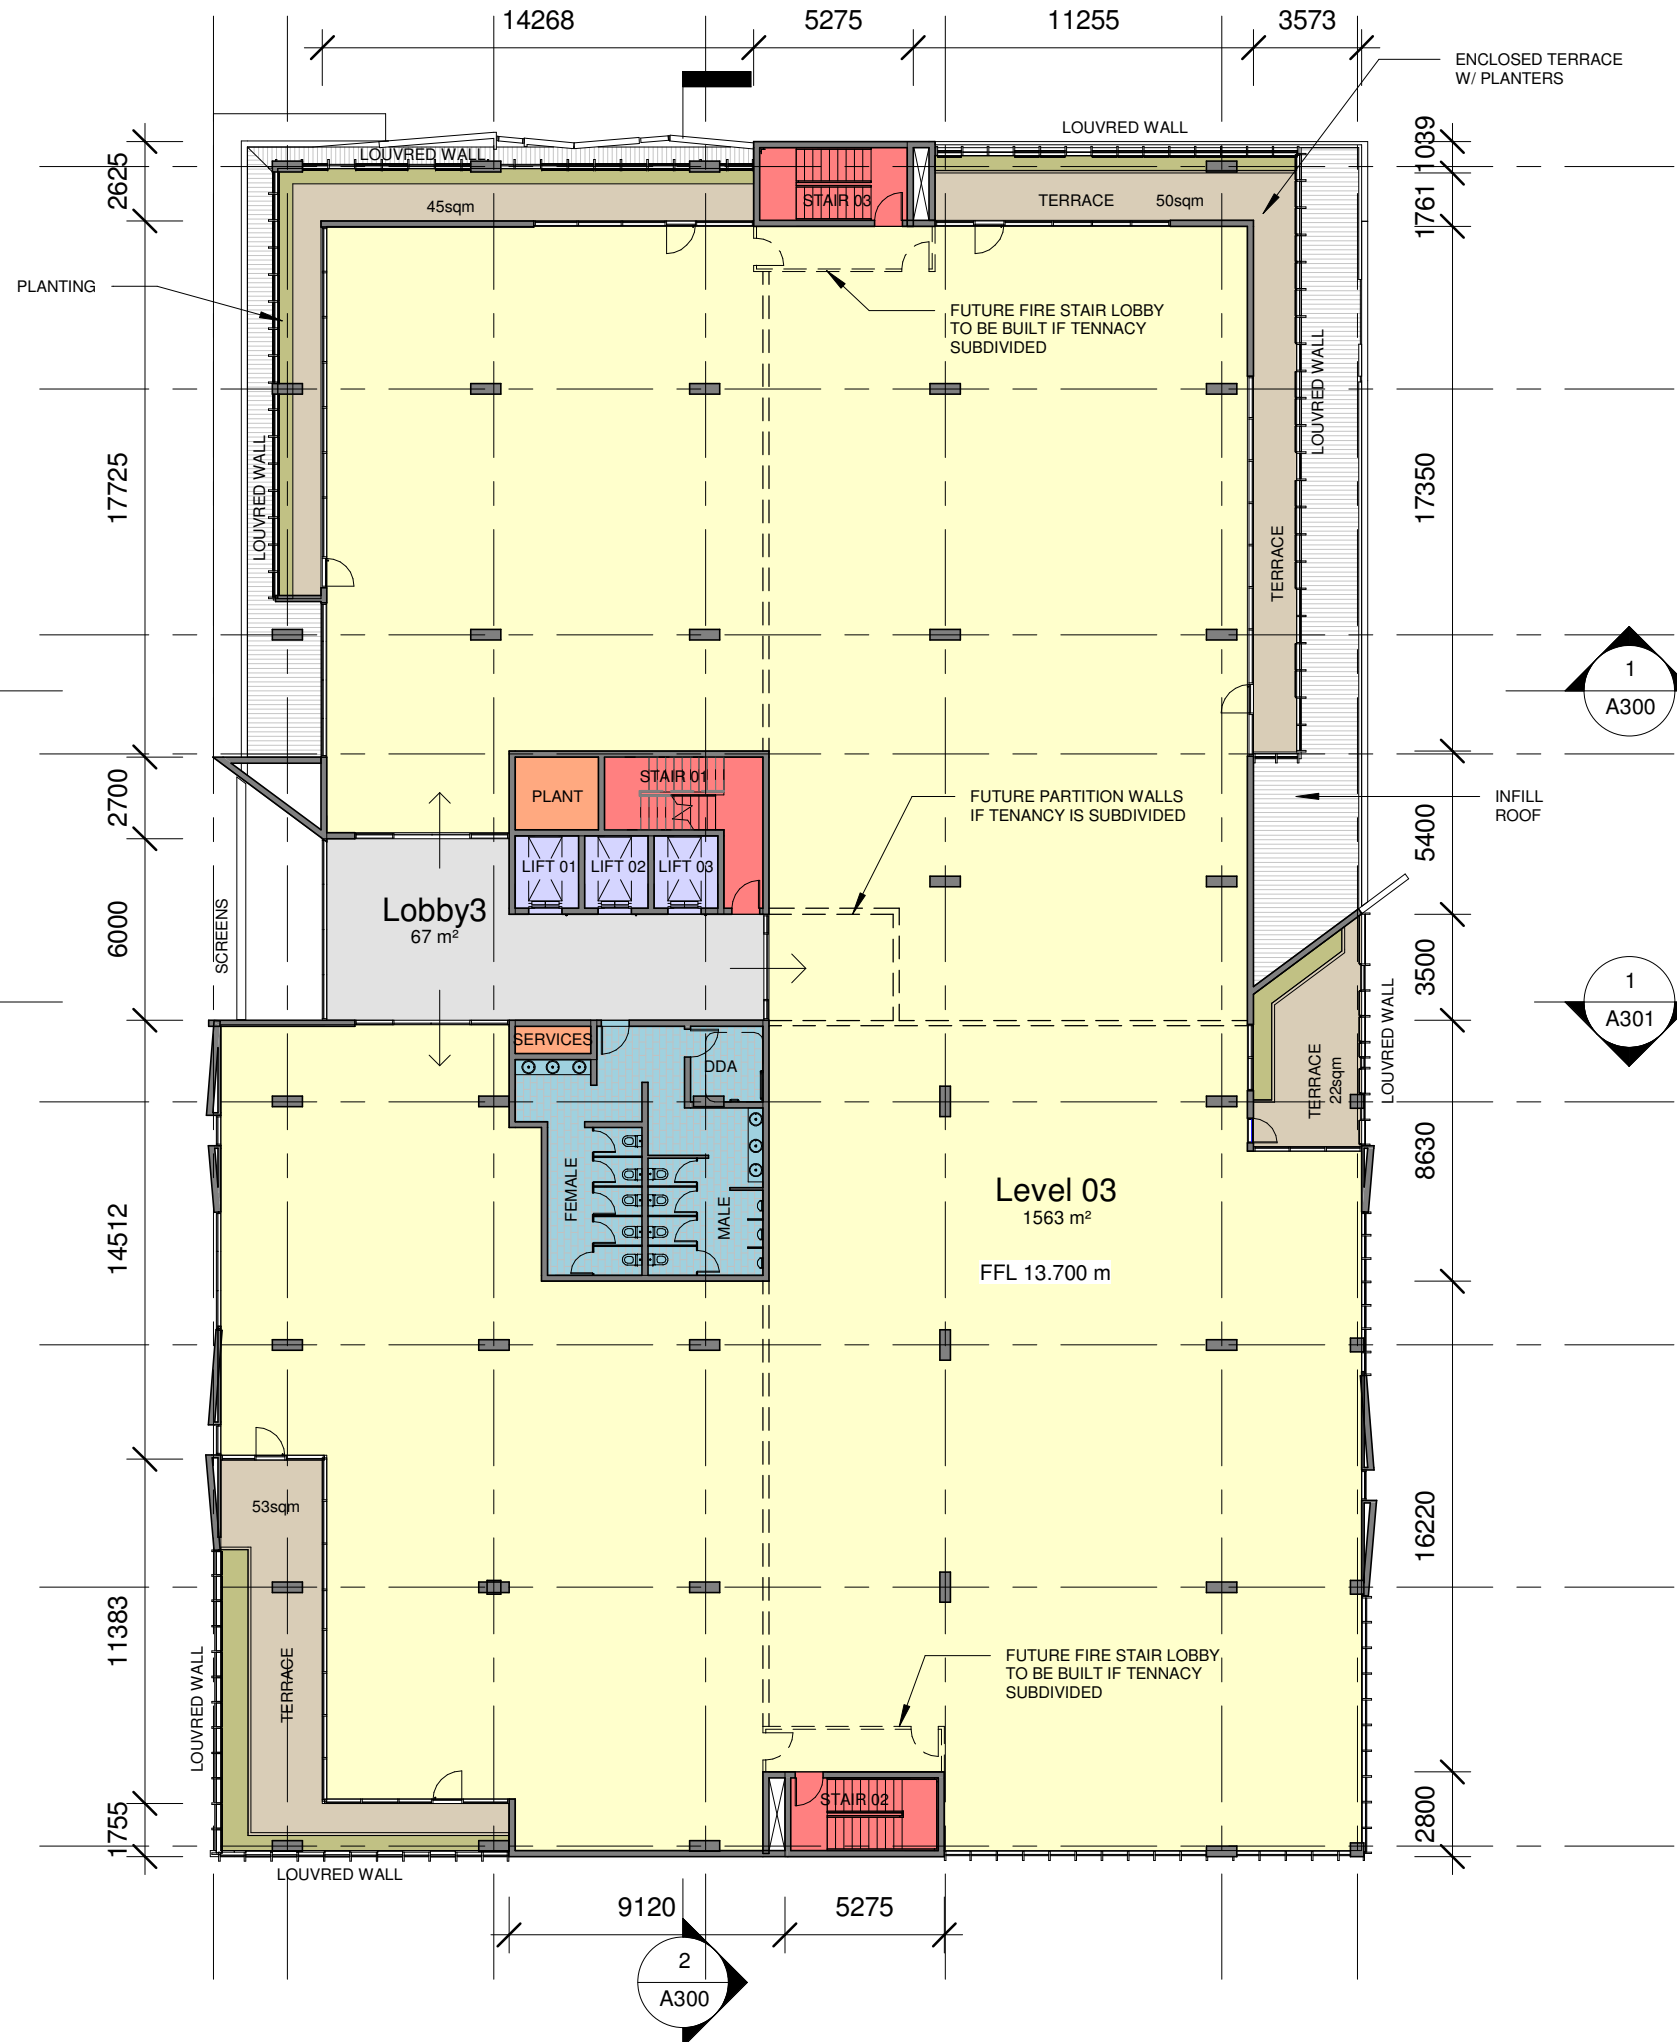 14268
5275
11255
3573
ENCLOSED TERRACE
W/ PLANTERS
LOUVRED WALL
1039
LOUVRED WALL
2625
STAIR 03
45sqm
TERRACE
50sqm
1761
PLANTING
FUTURE FIRE STAIR LOBBY
TO BE BUILT IF TENNACY
SUBDIVIDED
LOUVRED WALL
LOUVRED WALL
17725
17350
TERRACE
1
A300
STAIR 01
PLANT
2700
FUTURE PARTITION WALLS
IF TENANCY IS SUBDIVIDED
INFILL
ROOF
5400
LIFT 01
LIFT 02
LIFT 03
Lobby3
67 m²
SCREENS
6000
3500
1
A301
LOUVRED WALL
SERVICES
DDA
TERRACE
22sqm
8630
FEMALE
MALE
Level 03
1563 m²
14512
FFL 13.700 m
53sqm
16220
11383
TERRACE
LOUVRED WALL
FUTURE FIRE STAIR LOBBY
TO BE BUILT IF TENNACY
SUBDIVIDED
STAIR 02
1755
2800
LOUVRED WALL
9120
5275
2
A300